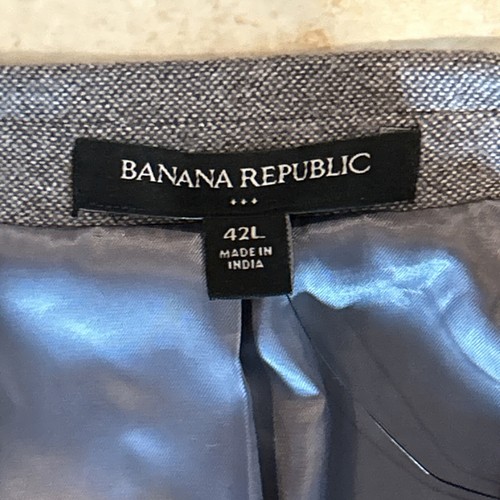 BANANA REPUBLIC
42L
MADE IN
INDIA